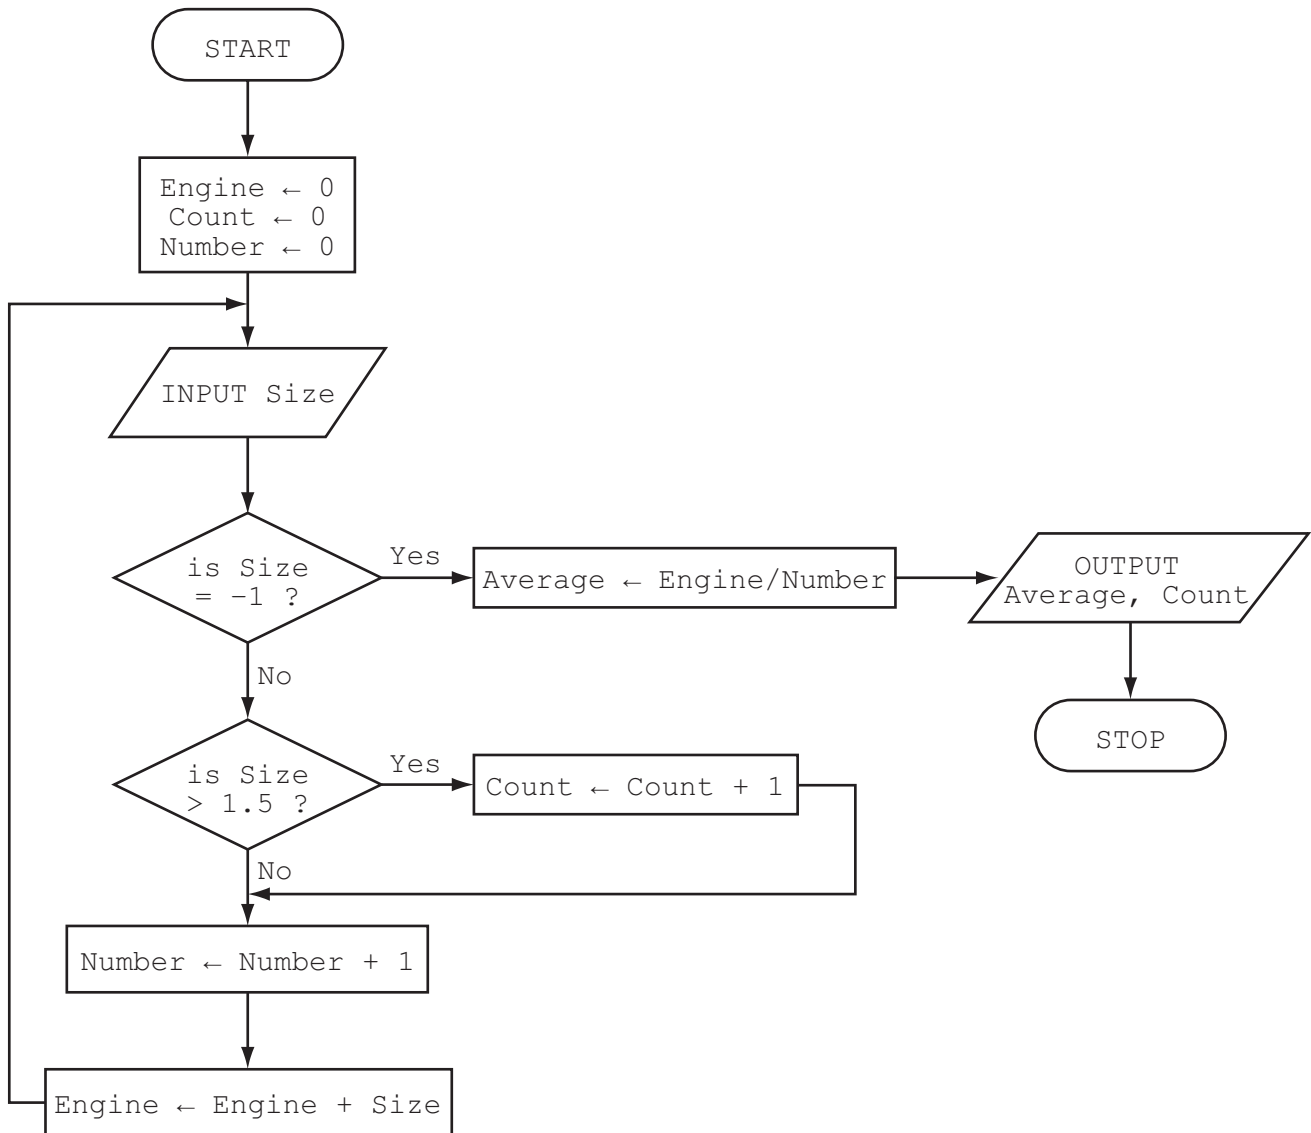 START
Engine ← 0
Count ← 0
Number ← 0
INPUT Size
is Size
= –1 ?
Yes
Average ← Engine/Number
OUTPUT
Average, Count
STOP
No
is Size
> 1.5 ?
Yes
Count ← Count + 1
No
Number ← Number + 1
Engine ← Engine + Size